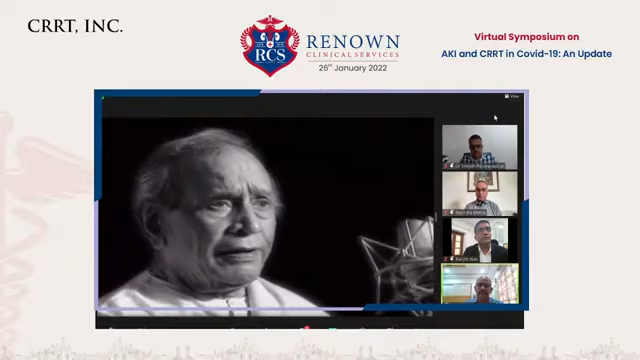 CRRT, INC.
RCS
RENOWN
CLINICAL SERVICES
26th January 2022
Virtual Symposium on
AKI and CRRT in Covid-19: An Update
View